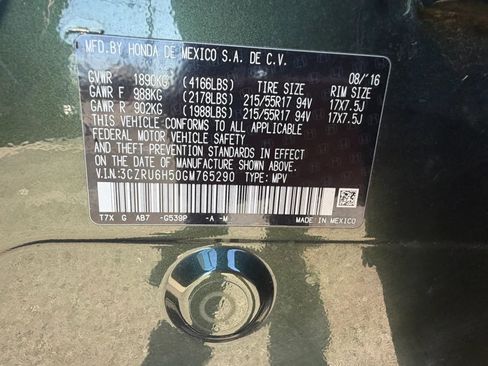 MFD.BY HONDA DE MEXICO S.A. DE C.V.
08/'16
GVWR 1890KG (4166LBS) TIRE SIZE RIM SIZE
GAWR F 988KG (2178LBS) 215/55R17 94V 17X7.5J
GAWR R 902KG (1988LBS) 215/55R17 94V 17X7.5J
THIS VEHICLE CONFORMS TO ALL APPLICABLE
FEDERAL MOTOR VEHICLE SAFETY
AND THEFT PREVENTION STANDARDS IN EFFECT
ON THE DATE OF MANUFACTURE SHOWN ABOVE.
V.I.N:3CZRU6H50GM765290 TYPE: MPV
T7X G AB7 -G539P -A -M MADE IN MEXICO